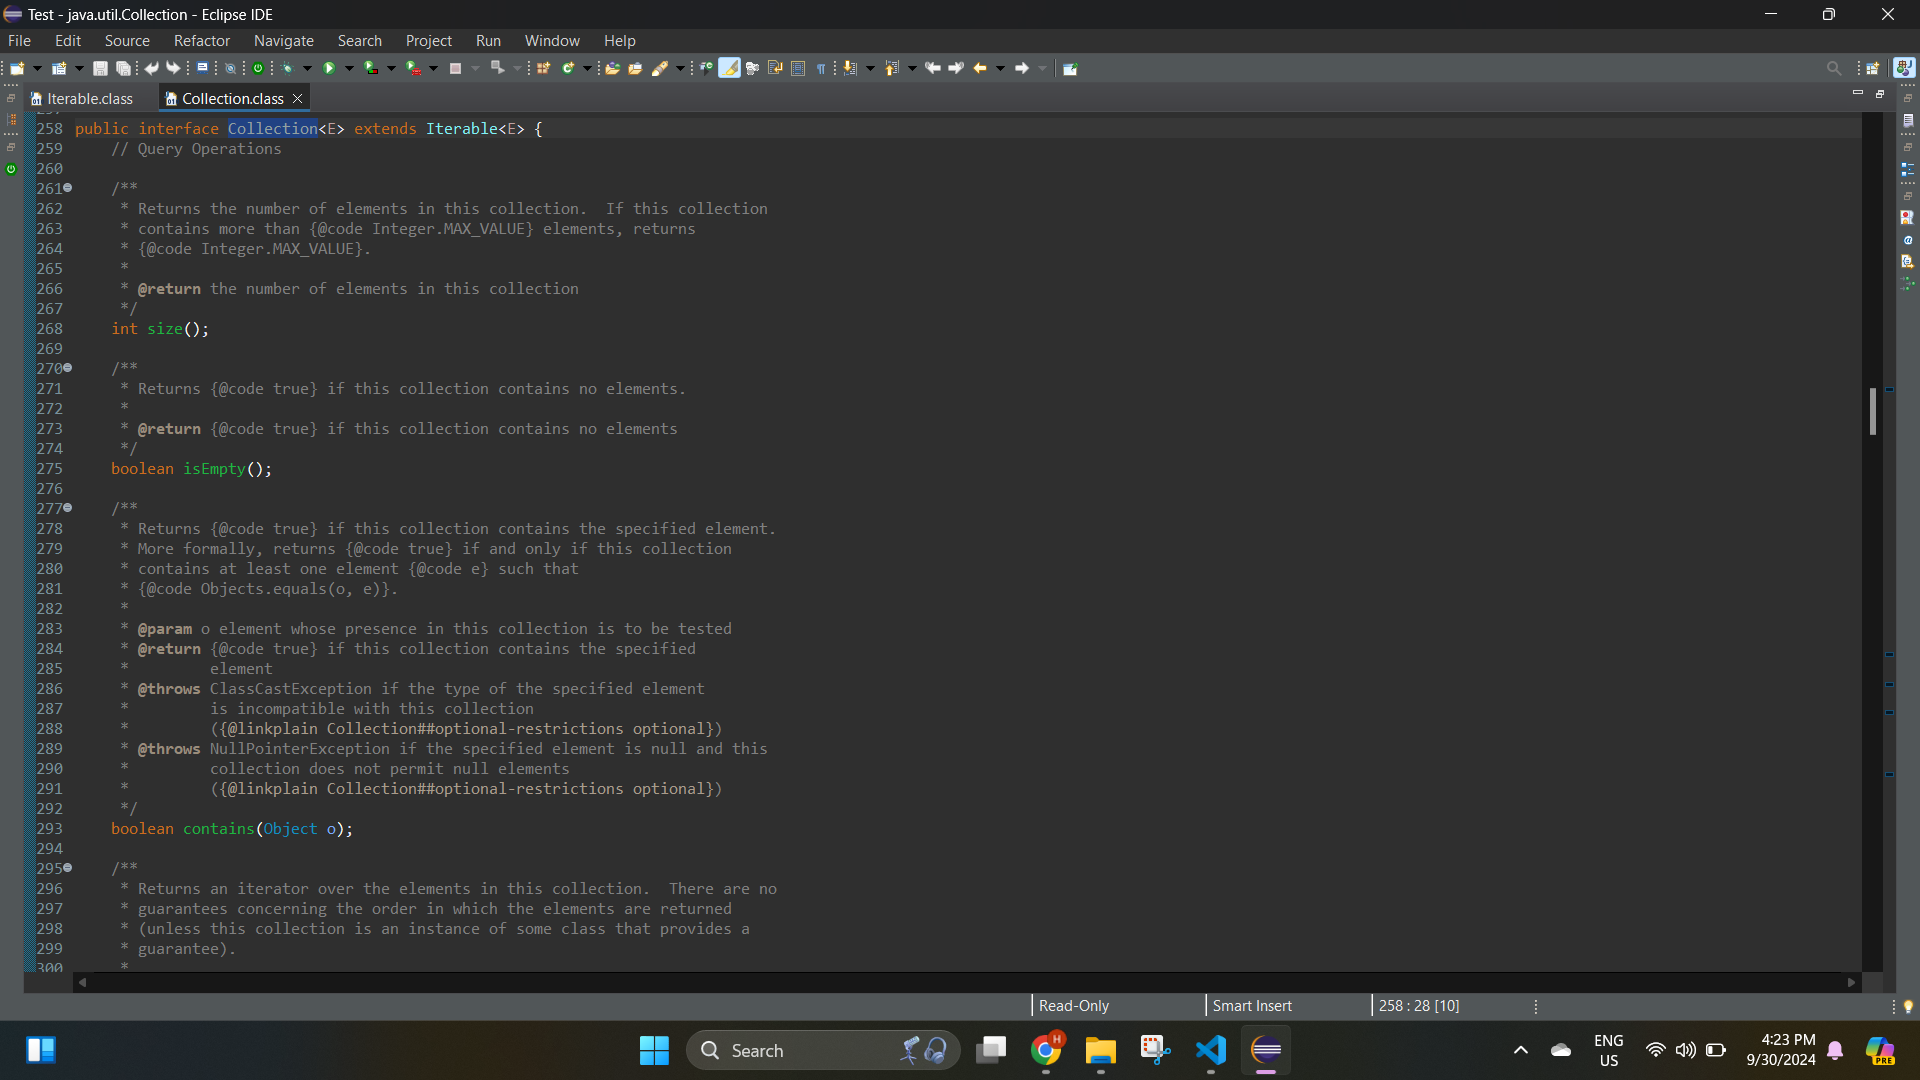 Test - java.util.Collection - Eclipse IDE
File Edit Source Refactor Navigate Search Project Run Window Help
Iterable.class Collection.class
258 public interface Collection<E> extends Iterable<E> {
259     // Query Operations
260
261     /**
262      * Returns the number of elements in this collection.  If this collection
263      * contains more than {@code Integer.MAX_VALUE} elements, returns
264      * {@code Integer.MAX_VALUE}.
265      *
266      * @return the number of elements in this collection
267      */
268     int size();
269
270     /**
271      * Returns {@code true} if this collection contains no elements.
272      *
273      * @return {@code true} if this collection contains no elements
274      */
275     boolean isEmpty();
276
277     /**
278      * Returns {@code true} if this collection contains the specified element.
279      * More formally, returns {@code true} if and only if this collection
280      * contains at least one element {@code e} such that
281      * {@code Objects.equals(o, e)}.
282      *
283      * @param o element whose presence in this collection is to be tested
284      * @return {@code true} if this collection contains the specified
285      *         element
286      * @throws ClassCastException if the type of the specified element
287      *         is incompatible with this collection
288      *         ({@linkplain Collection##optional-restrictions optional})
289      * @throws NullPointerException if the specified element is null and this
290      *         collection does not permit null elements
291      *         ({@linkplain Collection##optional-restrictions optional})
292      */
293     boolean contains(Object o);
294
295     /**
296      * Returns an iterator over the elements in this collection.  There are no
297      * guarantees concerning the order in which the elements are returned
298      * (unless this collection is an instance of some class that provides a
299      * guarantee).
300      *
Read-Only Smart Insert 258 : 28 [10]
Search
H
ENG
US
4:23 PM
9/30/2024
PRE